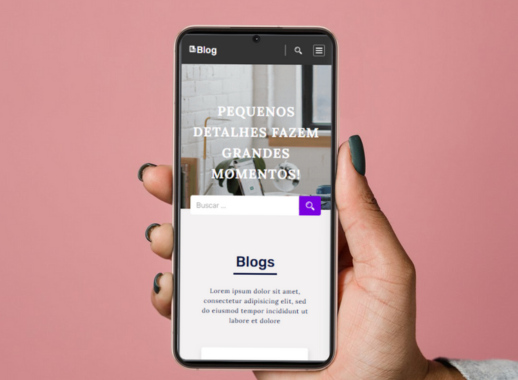 Blog
PEQUENOS
DETALHES FAZEM
GRANDES
MOMENTOS!
Buscar ...
Blogs
Lorem ipsum dolor sit amet,
consectetur adipisicing elit, sed
do eiusmod tempor incididunt ut
labore et dolore